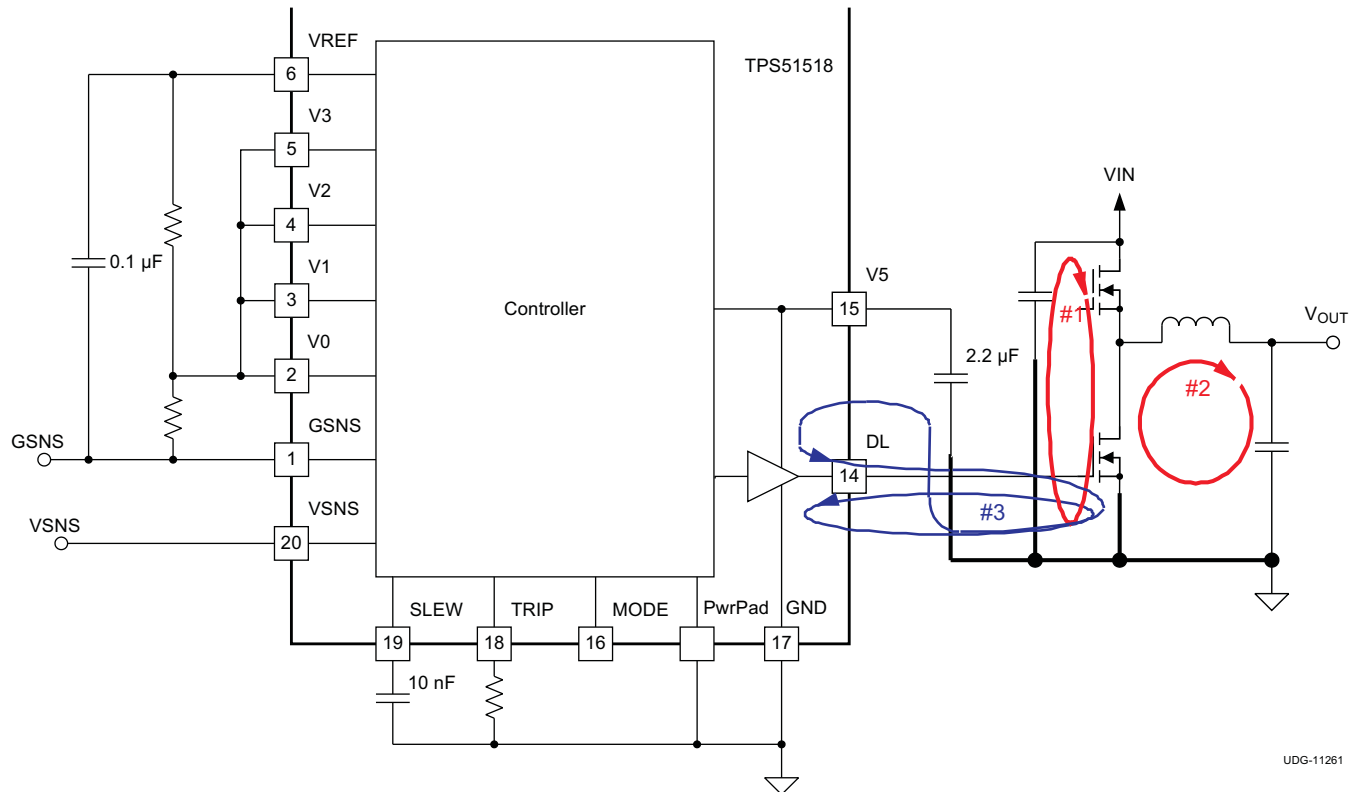 VREF
TPS51518
6
V3
5
V2
4
VIN
0.1 µF
V1
V5
3
Controller
15
#1
VOUT
V0
2.2 µF
2
#2
GSNS
GSNS
DL
1
14
#3
VSNS
VSNS
20
SLEW
TRIP
MODE
PwrPad
GND
19
18
16
17
10 nF
UDG-11261